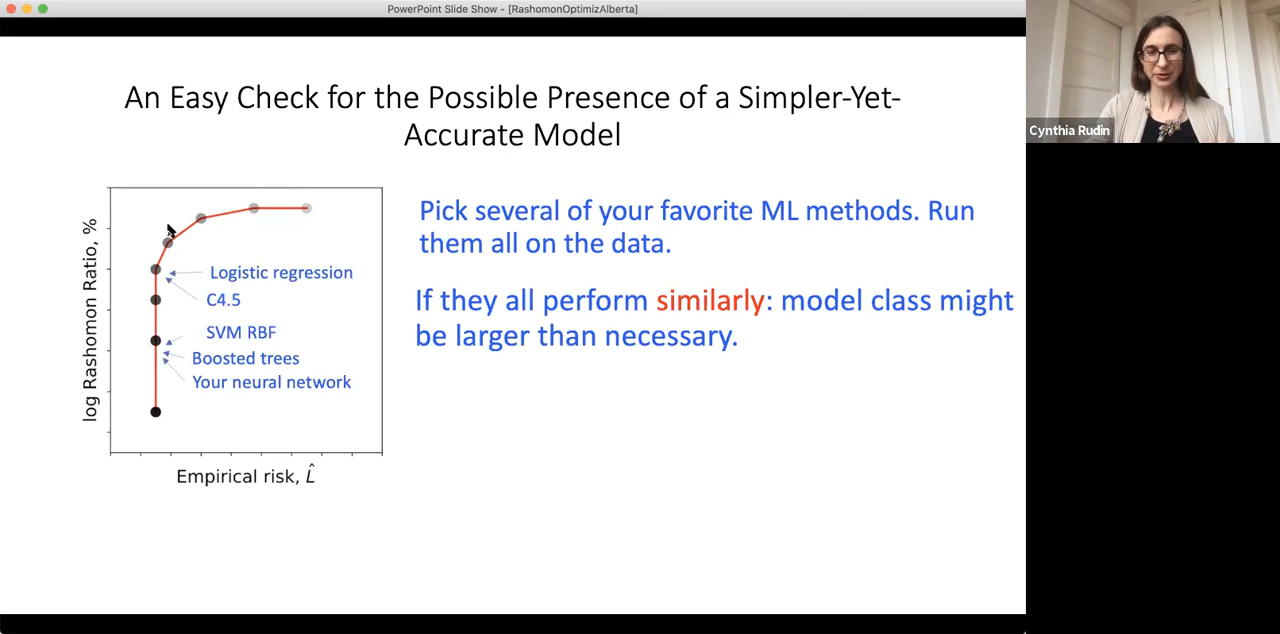 PowerPoint Slide Show - [RashomonOptimizAlberta]
An Easy Check for the Possible Presence of a Simpler-Yet-
Accurate Model
Cynthia Rudin
log Rashomon Ratio, %
Logistic regression
C4.5
SVM RBF
Boosted trees
Your neural network
Empirical risk, L̂
Pick several of your favorite ML methods. Run
them all on the data.
If they all perform similarly: model class might
be larger than necessary.